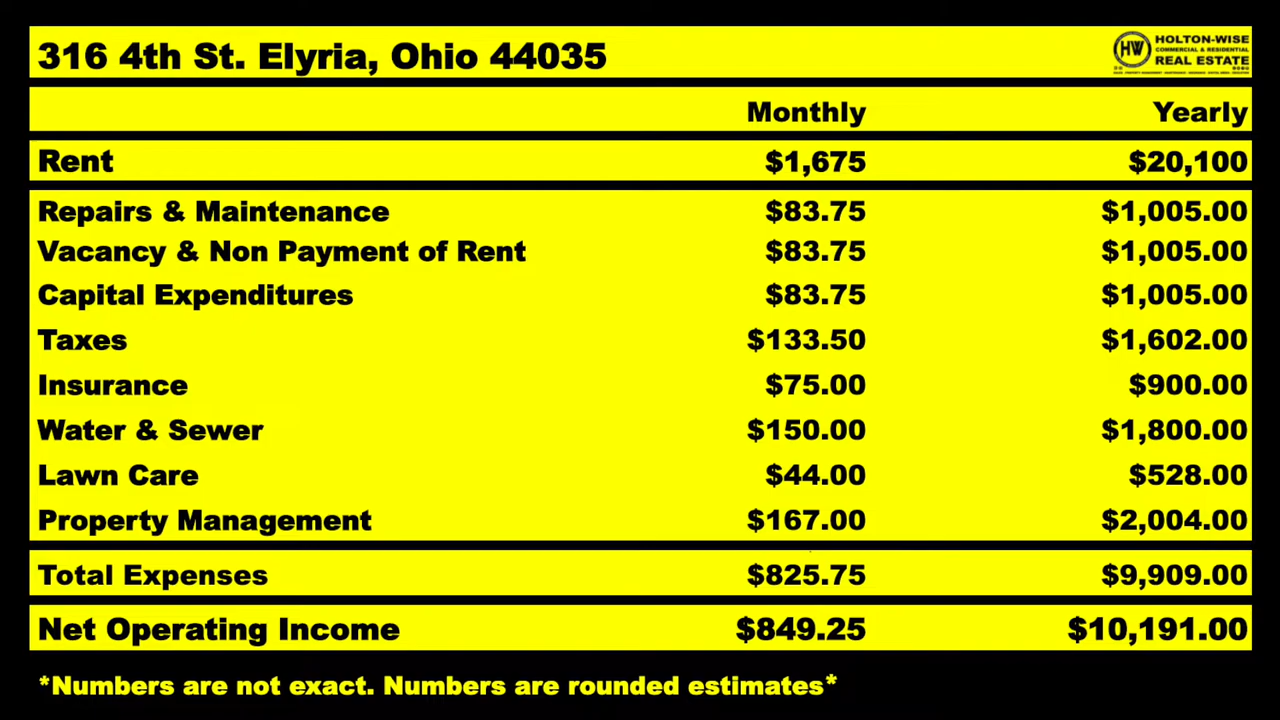 316 4th St. Elyria, Ohio 44035
HOLTON-WISE
COMMERCIAL & RESIDENTIAL
REAL ESTATE
HW
Monthly Yearly
Rent $1,675 $20,100
Repairs & Maintenance $83.75 $1,005.00
Vacancy & Non Payment of Rent $83.75 $1,005.00
Capital Expenditures $83.75 $1,005.00
Taxes $133.50 $1,602.00
Insurance $75.00 $900.00
Water & Sewer $150.00 $1,800.00
Lawn Care $44.00 $528.00
Property Management $167.00 $2,004.00
Total Expenses $825.75 $9,909.00
Net Operating Income $849.25 $10,191.00
*Numbers are not exact. Numbers are rounded estimates*